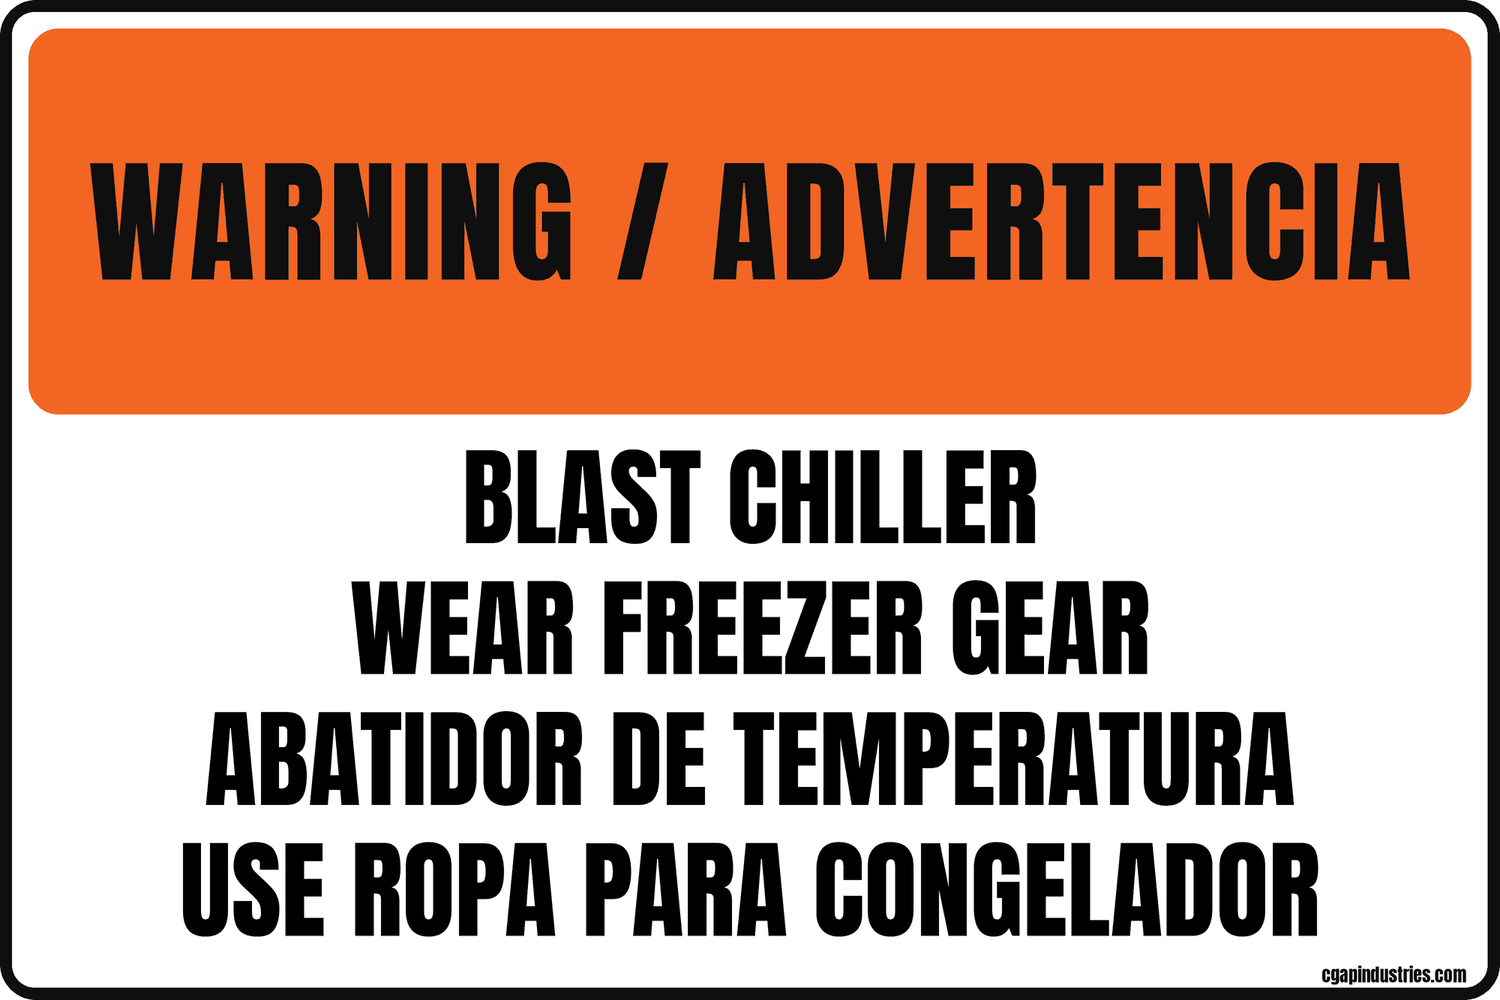 WARNING / ADVERTENCIA
BLAST CHILLER
WEAR FREEZER GEAR
ABATIDOR DE TEMPERATURA
USE ROPA PARA CONGELADOR
cgapindustries.com